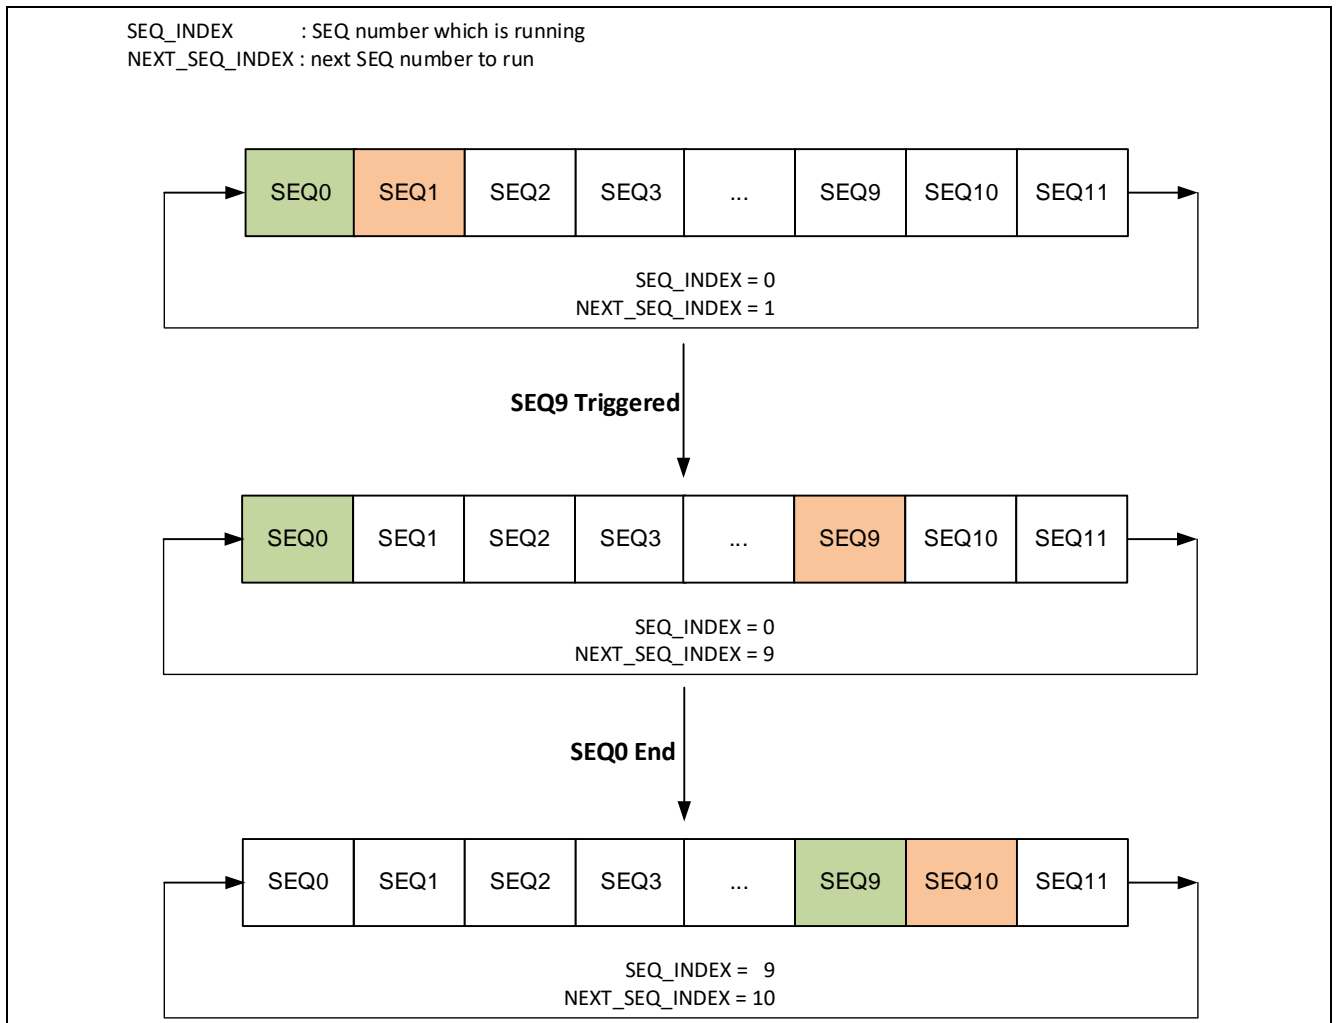 SEQ_INDEX : SEQ number which is running
NEXT_SEQ_INDEX : next SEQ number to run
SEQ0 SEQ1 SEQ2 SEQ3 ... SEQ9 SEQ10 SEQ11
SEQ_INDEX = 0
NEXT_SEQ_INDEX = 1
SEQ9 Triggered
SEQ0 SEQ1 SEQ2 SEQ3 ... SEQ9 SEQ10 SEQ11
SEQ_INDEX = 0
NEXT_SEQ_INDEX = 9
SEQ0 End
SEQ0 SEQ1 SEQ2 SEQ3 ... SEQ9 SEQ10 SEQ11
SEQ_INDEX = 9
NEXT_SEQ_INDEX = 10